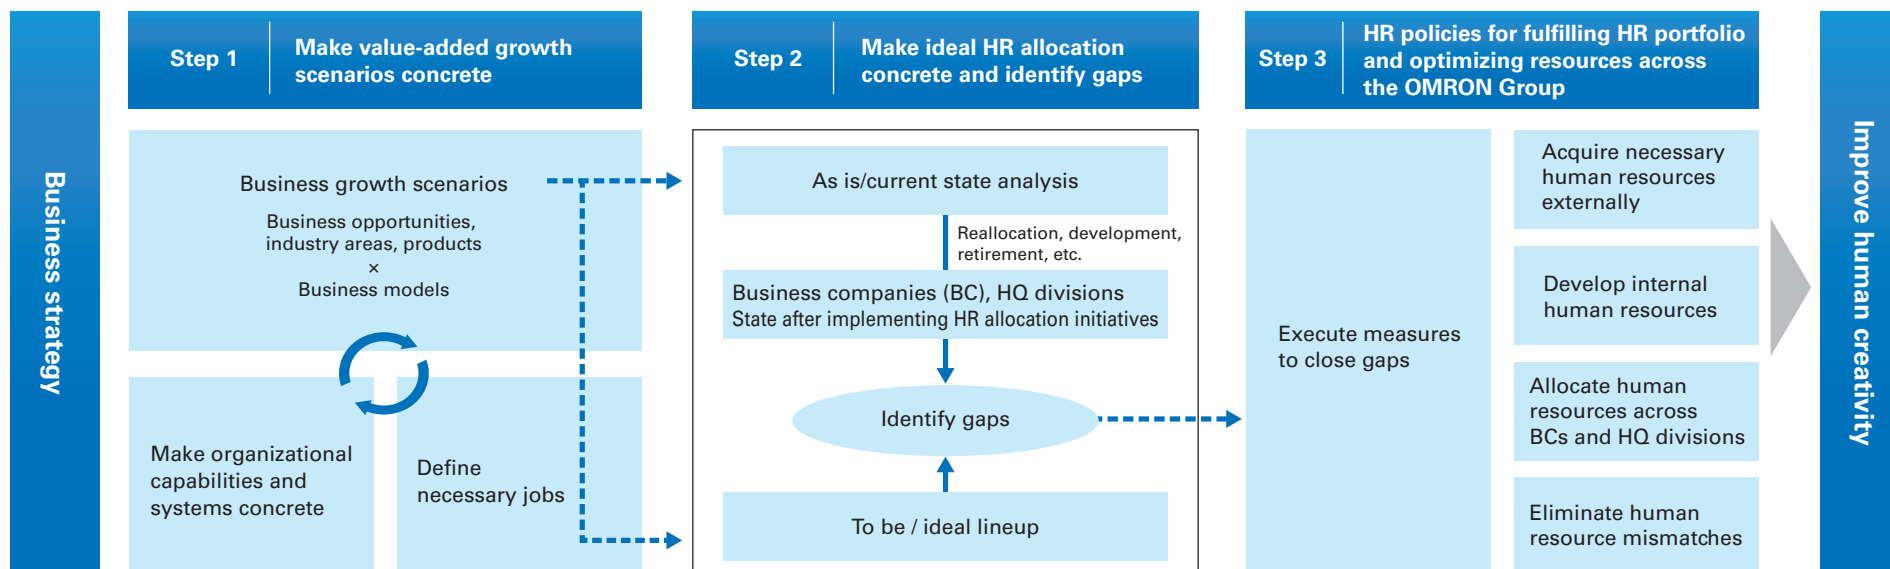 Business strategy
Step 1
Make value-added growth
scenarios concrete
Business growth scenarios
Business opportunities,
industry areas, products
×
Business models
Make organizational
capabilities and
systems concrete
Define
necessary jobs
Step 2
Make ideal HR allocation
concrete and identify gaps
As is/current state analysis
Reallocation, development,
retirement, etc.
Business companies (BC), HQ divisions
State after implementing HR allocation initiatives
Identify gaps
To be / ideal lineup
Step 3
HR policies for fulfilling HR portfolio
and optimizing resources across
the OMRON Group
Execute measures
to close gaps
Acquire necessary
human resources
externally
Develop internal
human resources
Allocate human
resources across
BCs and HQ divisions
Eliminate human
resource mismatches
Improve human creativity